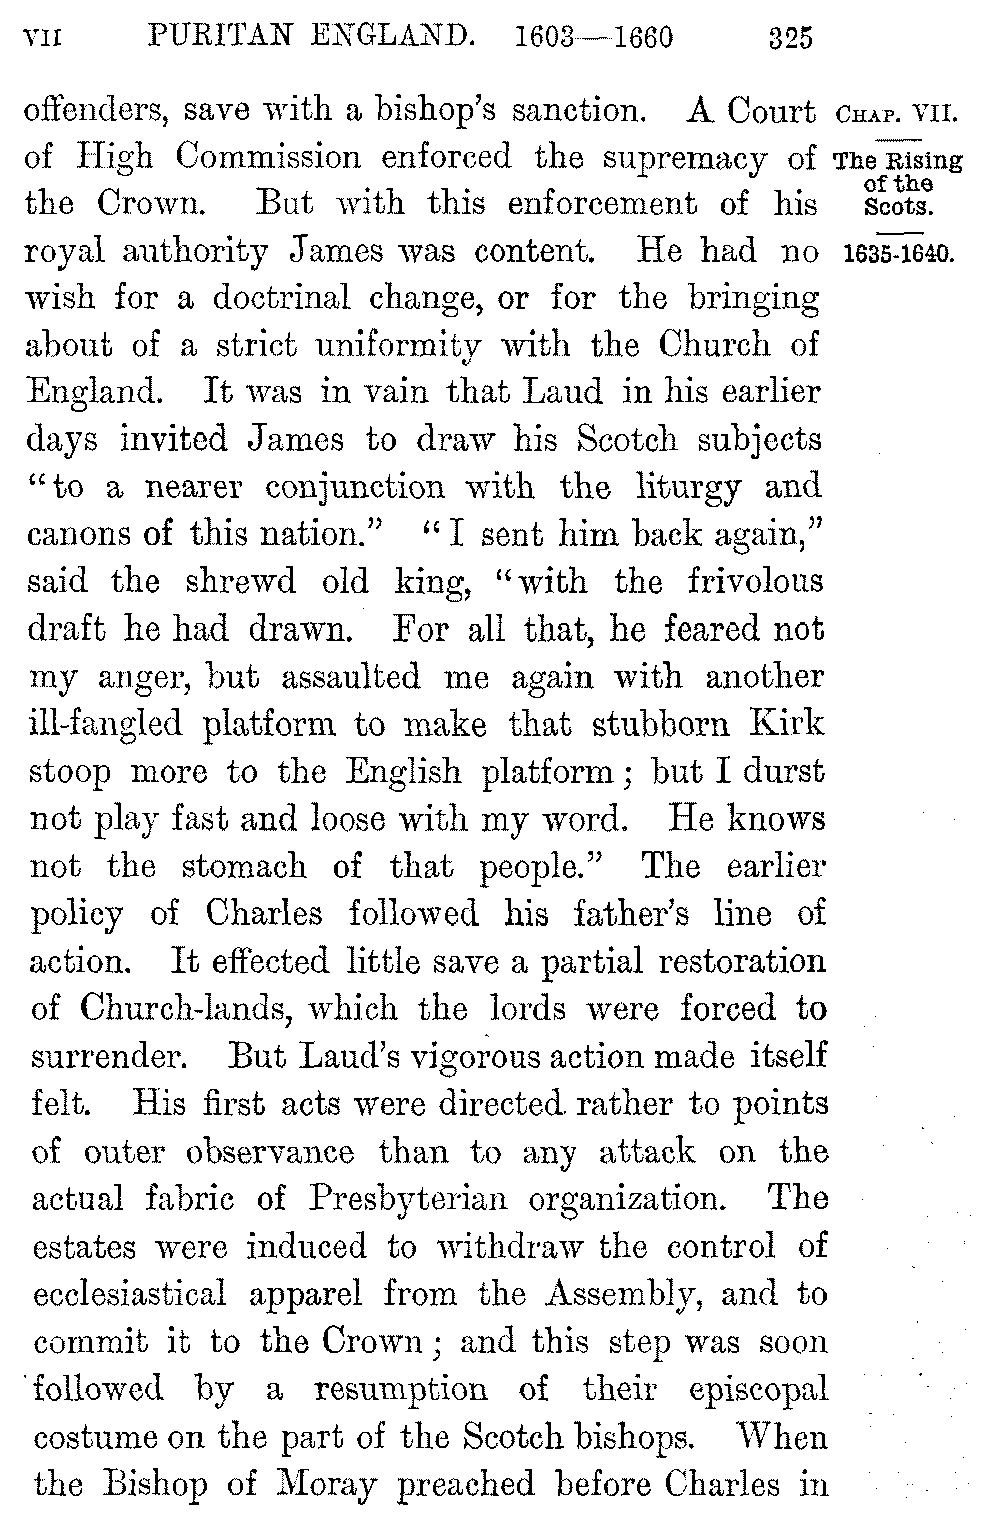 VII PURITAN ENGLAND. 1603—1660 325
offenders, save with a bishop's sanction. A Court
of High Commission enforced the supremacy of
the Crown. But with this enforcement of his
royal authority James was content. He had no
wish for a doctrinal change, or for the bringing
about of a strict uniformity with the Church of
England. It was in vain that Laud in his earlier
days invited James to draw his Scotch subjects
“to a nearer conjunction with the liturgy and
canons of this nation.” “I sent him back again,”
said the shrewd old king, “with the frivolous
draft he had drawn. For all that, he feared not
my anger, but assaulted me again with another
ill-fangled platform to make that stubborn Kirk
stoop more to the English platform; but I durst
not play fast and loose with my word. He knows
not the stomach of that people.” The earlier
policy of Charles followed his father's line of
action. It effected little save a partial restoration
of Church-lands, which the lords were forced to
surrender. But Laud's vigorous action made itself
felt. His first acts were directed rather to points
of outer observance than to any attack on the
actual fabric of Presbyterian organization. The
estates were induced to withdraw the control of
ecclesiastical apparel from the Assembly, and to
commit it to the Crown; and this step was soon
followed by a resumption of their episcopal
costume on the part of the Scotch bishops. When
the Bishop of Moray preached before Charles in
CHAP. VII.
The Rising
of the
Scots.
1635-1640.